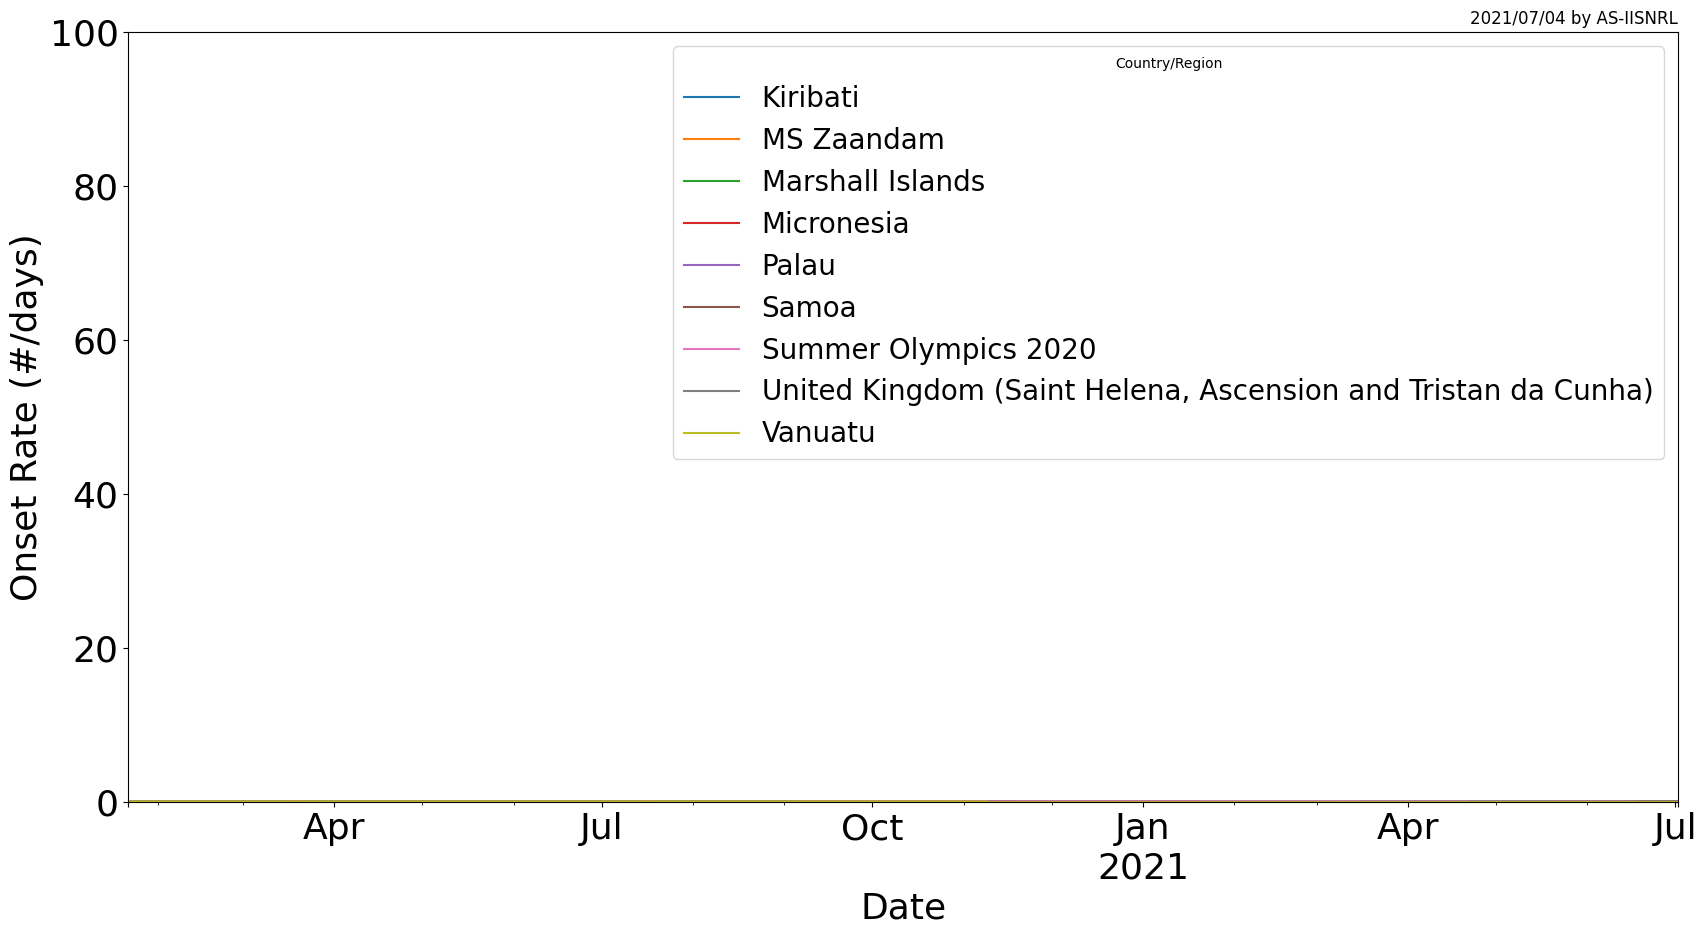 2021/07/04 by AS-IISNRL
100
80
60
40
20
0
Onset Rate (#/days)
Country/Region
Kiribati
MS Zaandam
Marshall Islands
Micronesia
Palau
Samoa
Summer Olympics 2020
United Kingdom (Saint Helena, Ascension and Tristan da Cunha)
Vanuatu
Apr Jul Oct Jan Apr Jul
2021
Date